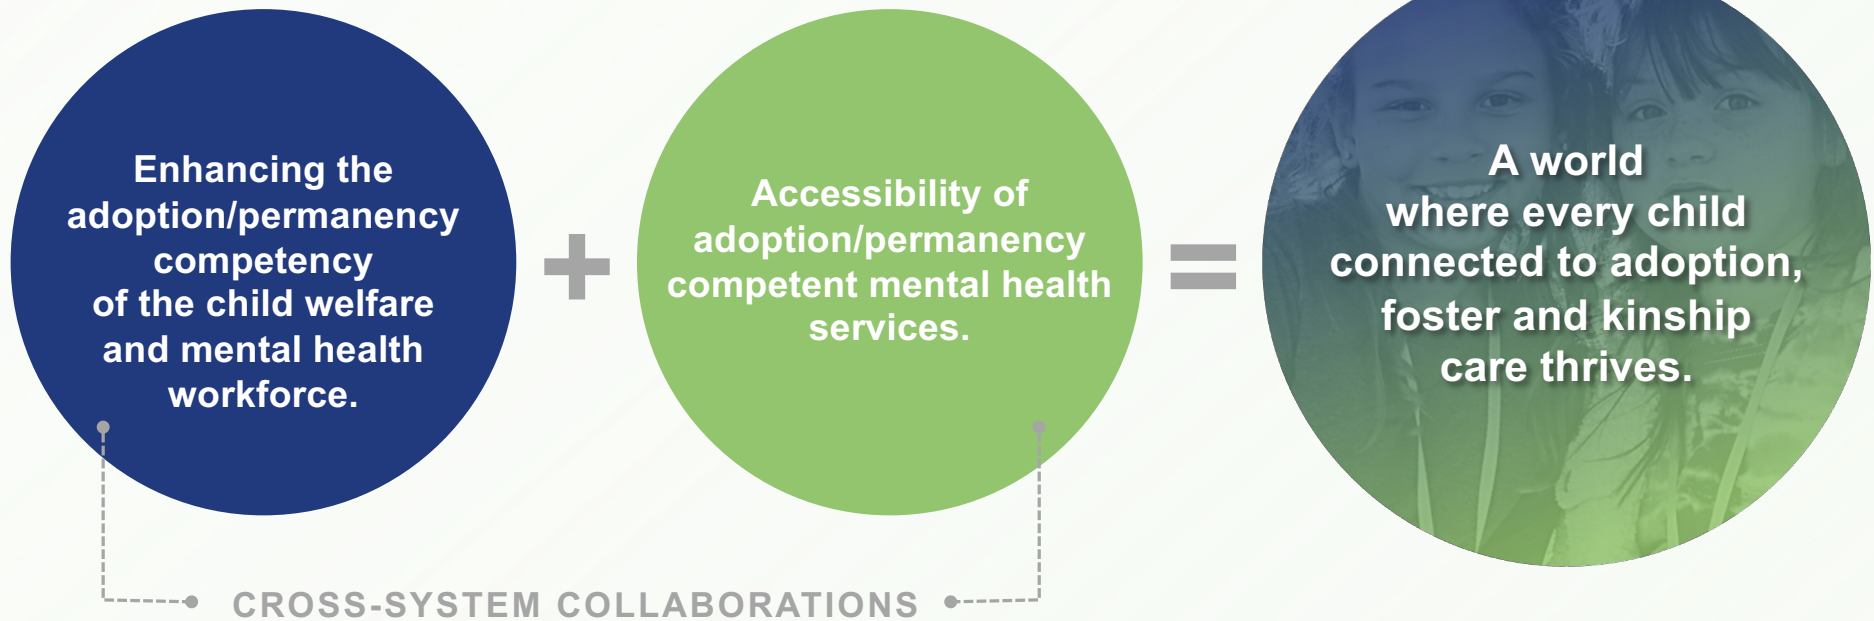 Enhancing the
adoption/permanency
competency
of the child welfare
and mental health
workforce.
+
Accessibility of
adoption/permanency
competent mental health
services.
=
A world
where every child
connected to adoption,
foster and kinship
care thrives.
CROSS-SYSTEM COLLABORATIONS